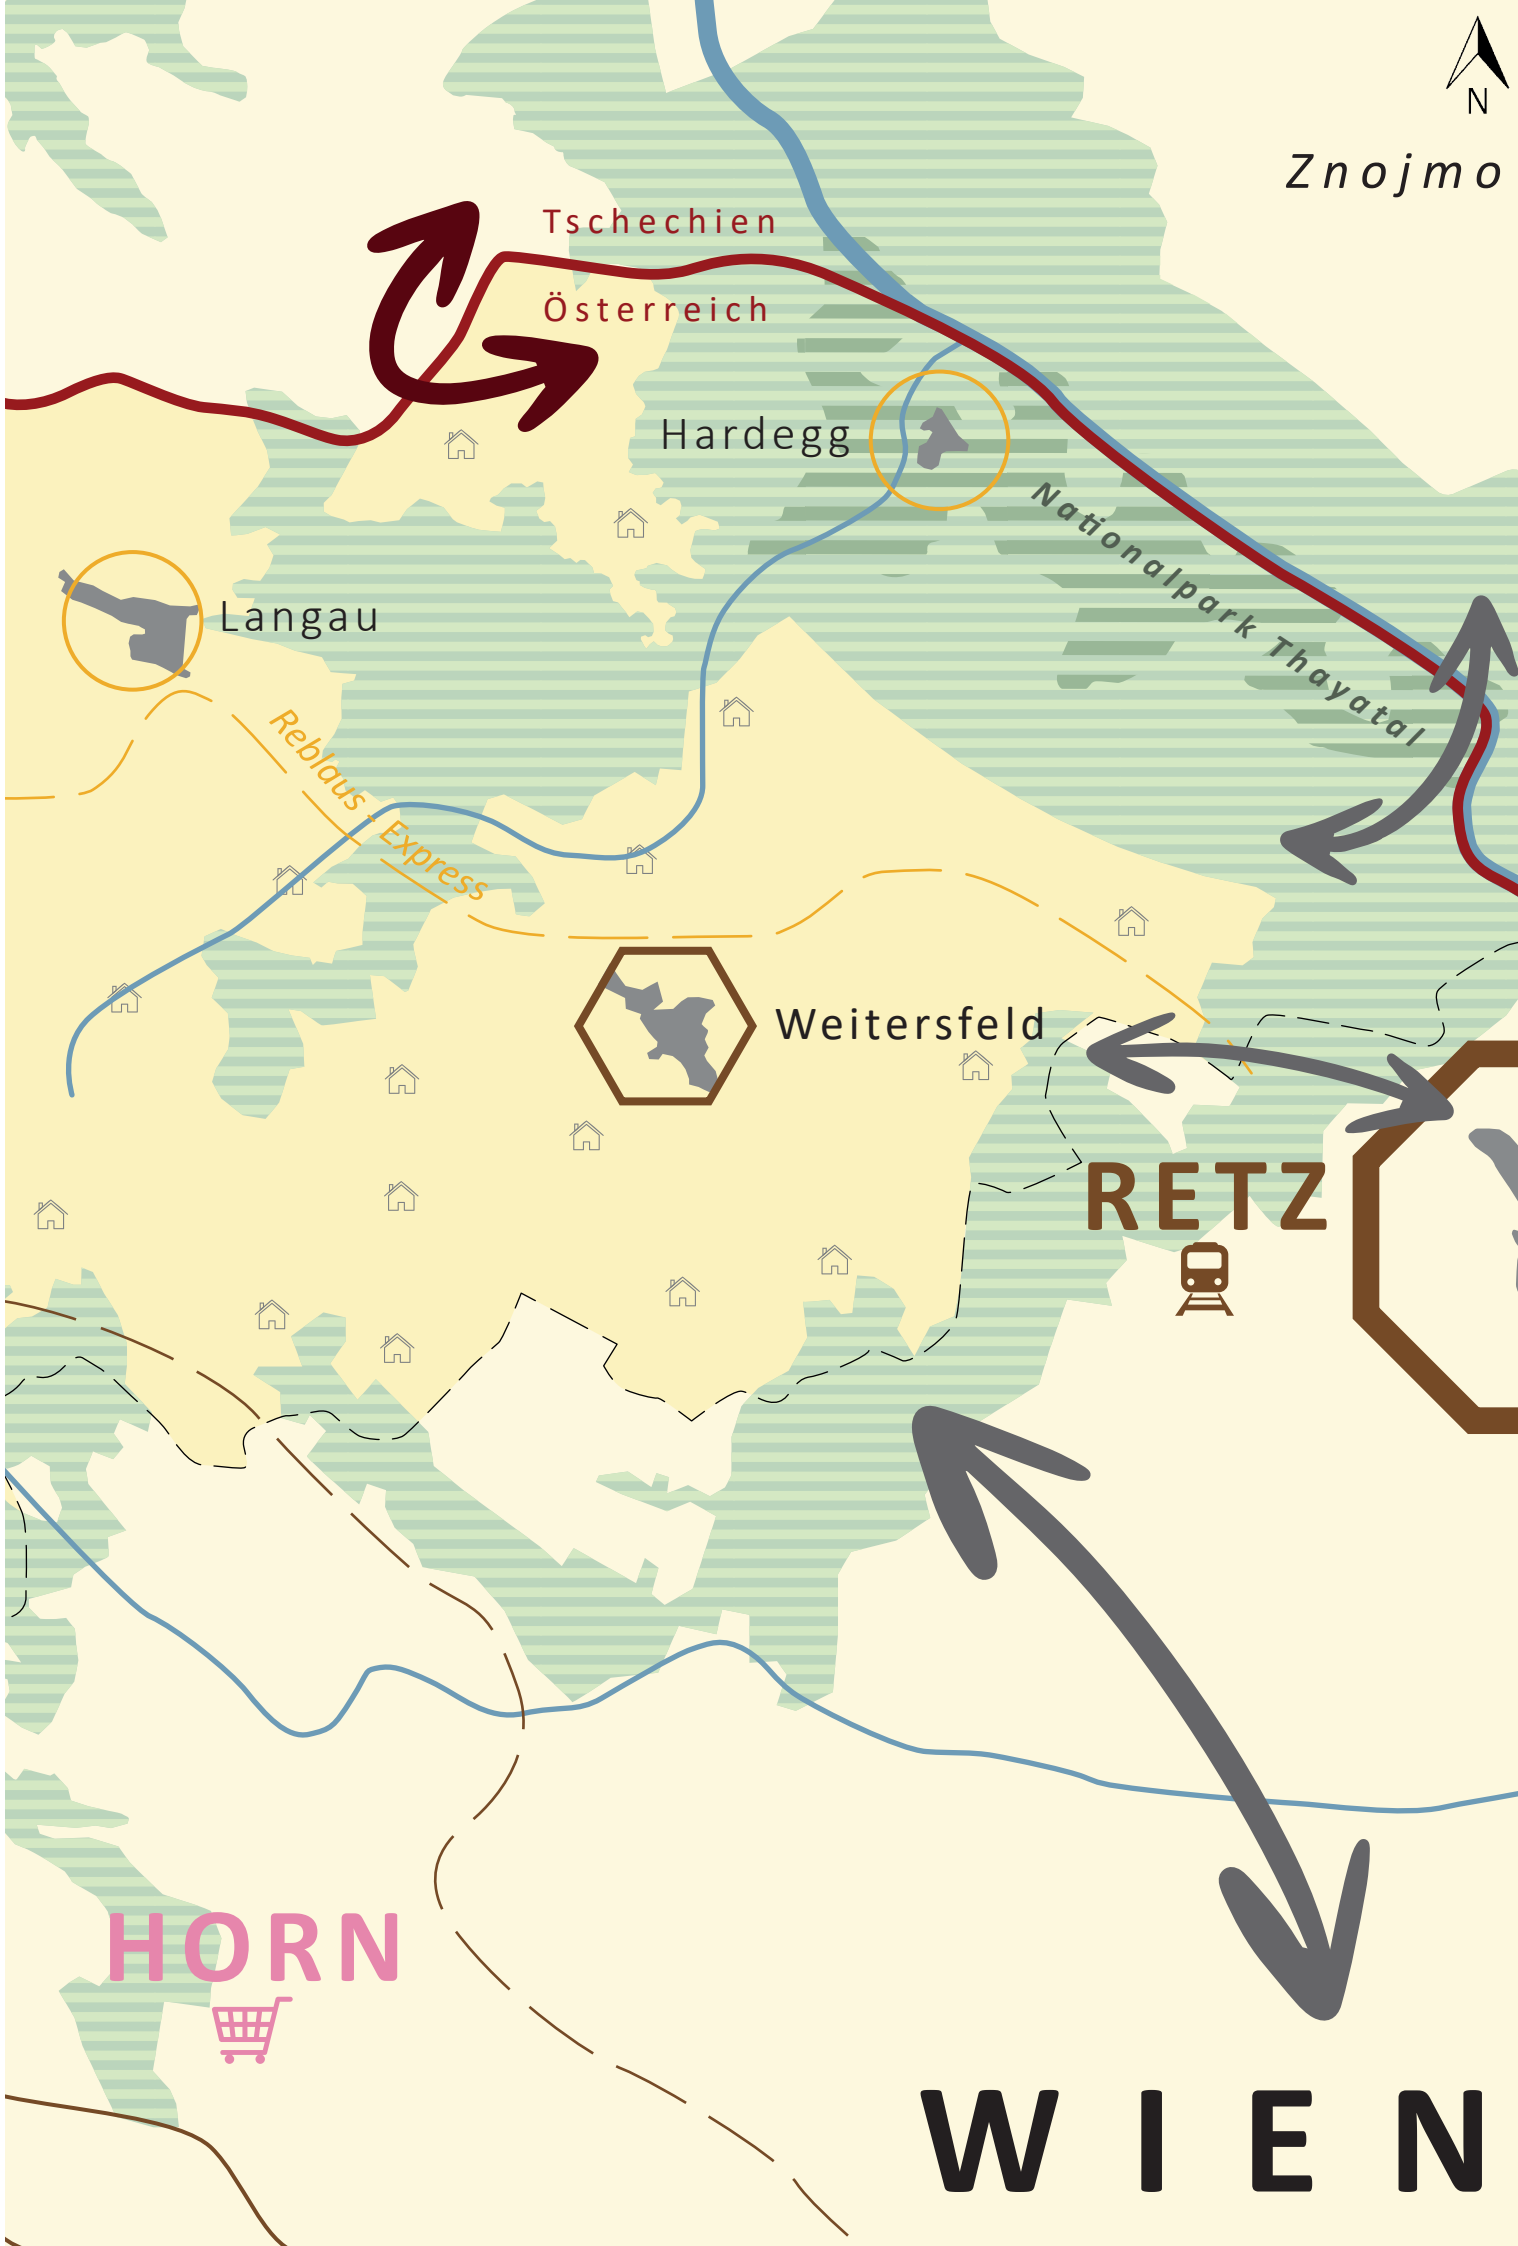 N
Znojmo
Tschechien
Österreich
Hardegg
Nationalpark Thayatal
Langau
Reblaus - Express
Weitersfeld
RETZ
HORN
WIEN